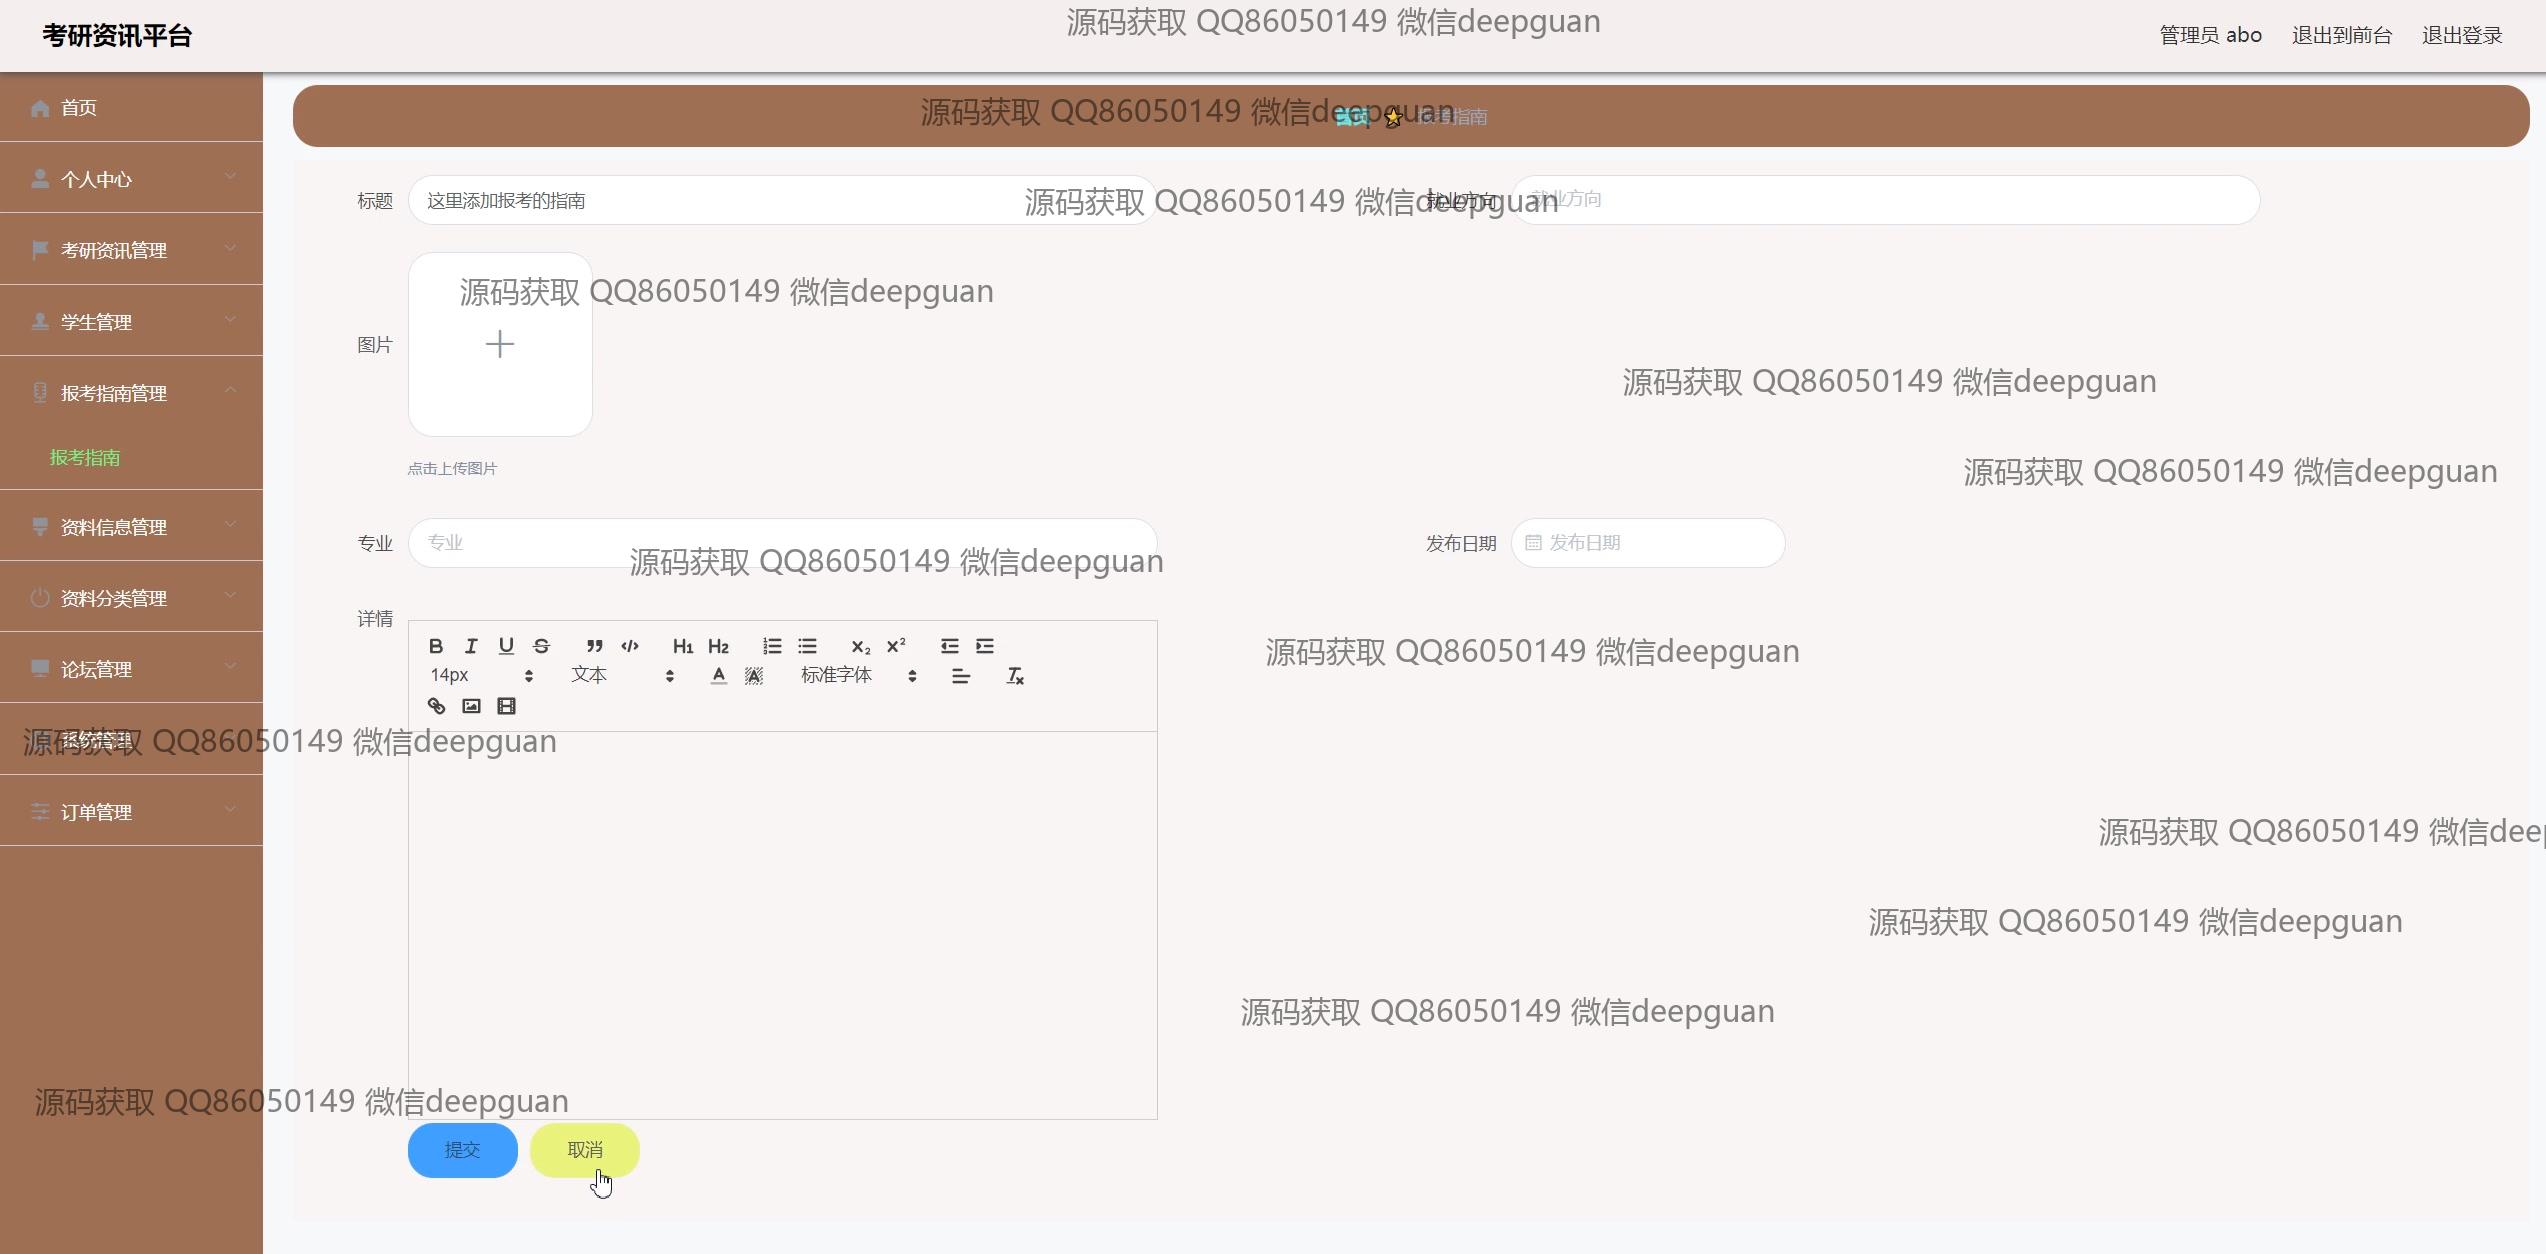 考研资讯平台
源码获取 QQ86050149 微信deepguan
管理员 abo
退出到前台
退出登录
首页
源码获取 QQ86050149 微信deepguan
首页
报考指南
个人中心
标题
这里添加报考的指南
源码获取 QQ86050149 微信deepguan
就业方向
就业方向
考研资讯管理
源码获取 QQ86050149 微信deepguan
学生管理
图片
源码获取 QQ86050149 微信deepguan
报考指南管理
报考指南
点击上传图片
源码获取 QQ86050149 微信deepguan
资料信息管理
专业
专业
源码获取 QQ86050149 微信deepguan
发布日期
发布日期
资料分类管理
详情
B I U S H1 H2 X2 X2
14px 文本 A A 标准字体 Tx
源码获取 QQ86050149 微信deepguan
论坛管理
系统管理
源码获取 QQ86050149 微信deepguan
订单管理
源码获取 QQ86050149 微信deep
源码获取 QQ86050149 微信deepguan
源码获取 QQ86050149 微信deepguan
源码获取 QQ86050149 微信deepguan
提交
取消